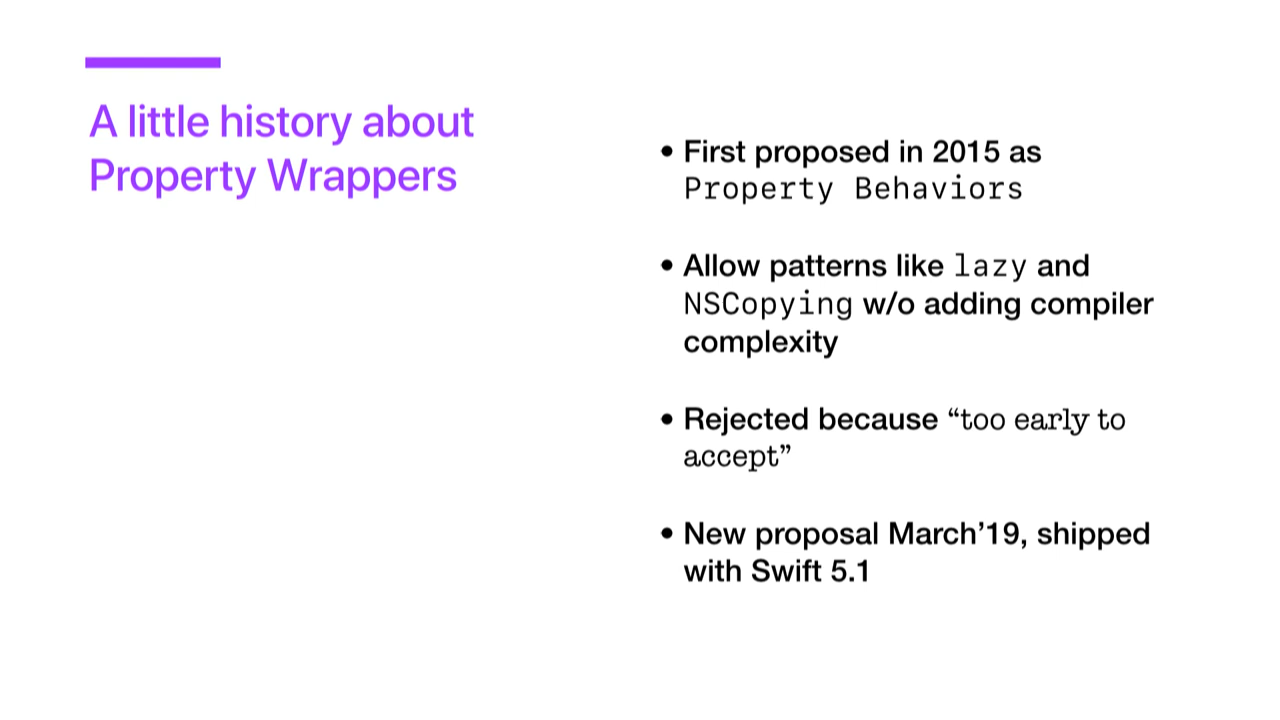 A little history about
Property Wrappers
• First proposed in 2015 as
Property Behaviors
• Allow patterns like lazy and
NSCopying w/o adding compiler
complexity
• Rejected because “too early to
accept”
• New proposal March’19, shipped
with Swift 5.1